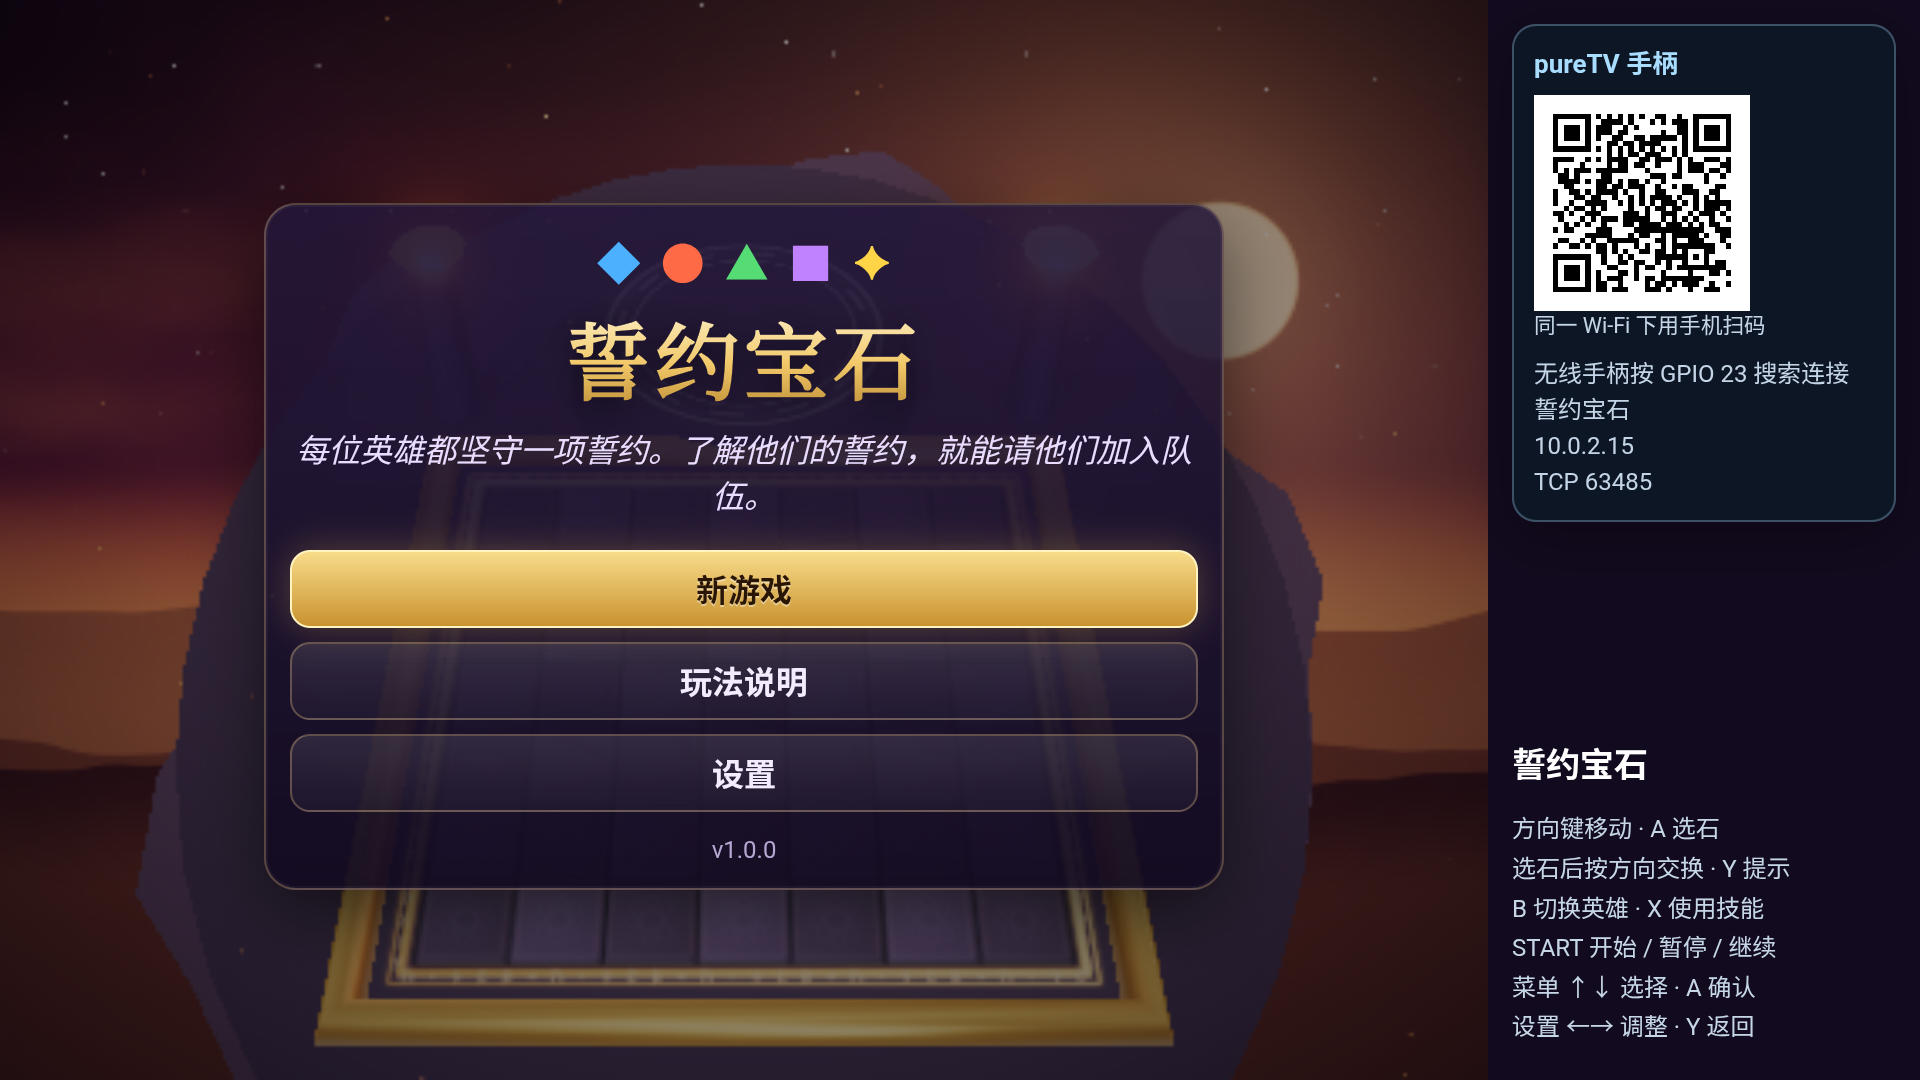 誓约宝石
每位英雄都坚守一项誓约。了解他们的誓约，就能请他们加入队
伍。
新游戏
玩法说明
设置
v1.0.0
pureTV 手柄
同一 Wi-Fi 下用手机扫码
无线手柄按 GPIO 23 搜索连接
誓约宝石
10.0.2.15
TCP 63485
誓约宝石
方向键移动 · A 选石
选石后按方向交换 · Y 提示
B 切换英雄 · X 使用技能
START 开始 / 暂停 / 继续
菜单 ↑↓ 选择 · A 确认
设置 ←→ 调整 · Y 返回